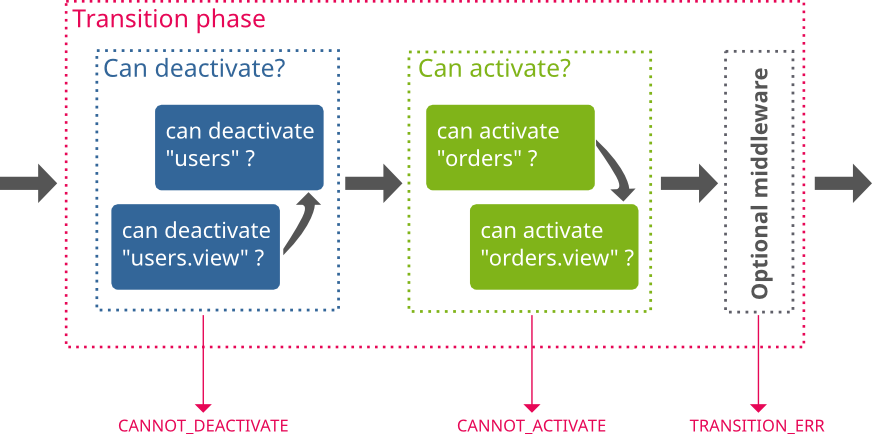 Transition phase
Can deactivate?
can deactivate
"users" ?
can deactivate
"users.view" ?
Can activate?
can activate
"orders" ?
can activate
"orders.view" ?
Optional middleware
CANNOT_DEACTIVATE
CANNOT_ACTIVATE
TRANSITION_ERR